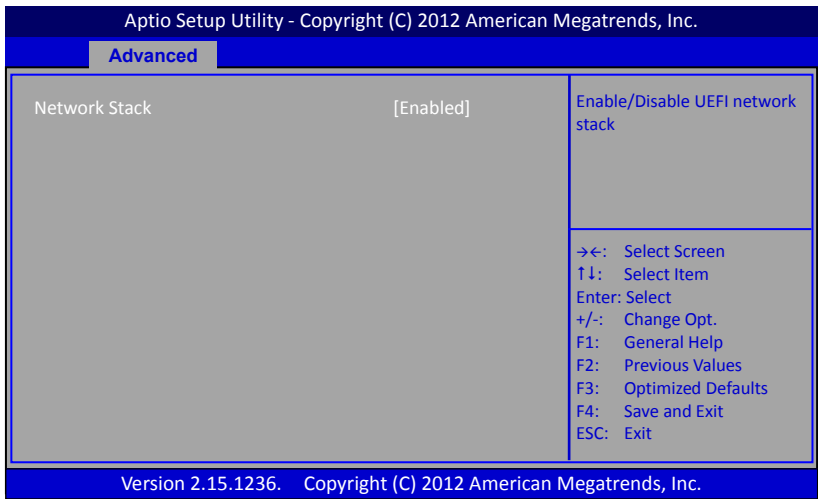 Aptio Setup Utility - Copyright (C) 2012 American Megatrends, Inc.
Advanced
Network Stack [Enabled]
Enable/Disable UEFI network
stack
→←: Select Screen
↑↓: Select Item
Enter: Select
+/-: Change Opt.
F1: General Help
F2: Previous Values
F3: Optimized Defaults
F4: Save and Exit
ESC: Exit
Version 2.15.1236. Copyright (C) 2012 American Megatrends, Inc.